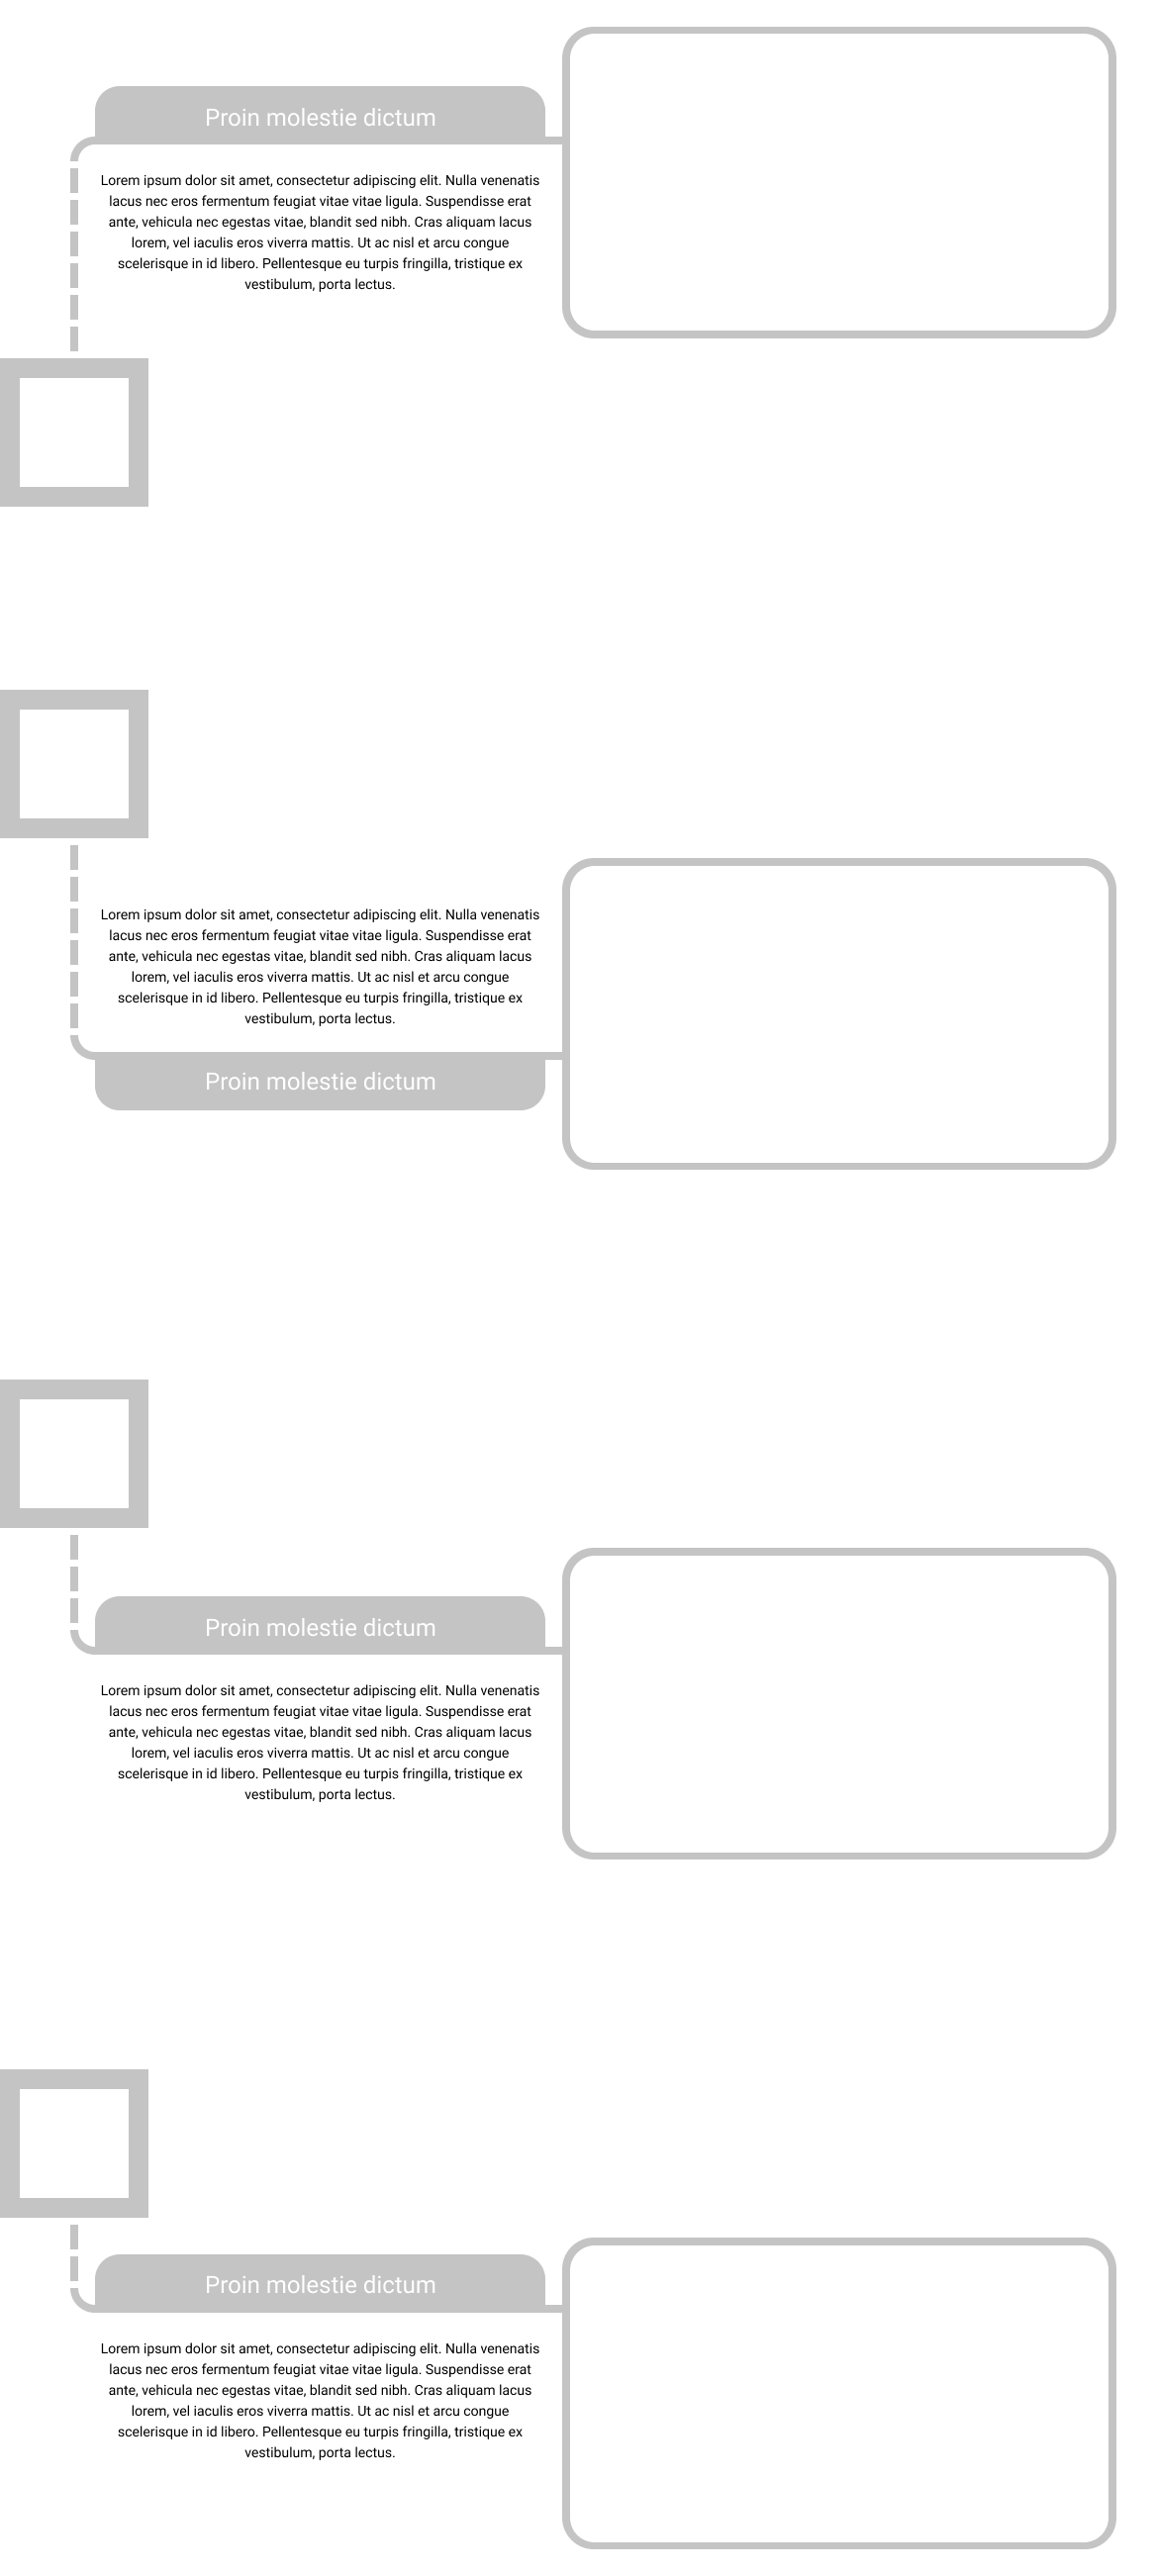 Proin molestie dictum
Lorem ipsum dolor sit amet, consectetur adipiscing elit. Nulla venenatis
lacus nec eros fermentum feugiat vitae vitae ligula. Suspendisse erat
ante, vehicula nec egestas vitae, blandit sed nibh. Cras aliquam lacus
lorem, vel iaculis eros viverra mattis. Ut ac nisl et arcu congue
scelerisque in id libero. Pellentesque eu turpis fringilla, tristique ex
vestibulum, porta lectus.
Lorem ipsum dolor sit amet, consectetur adipiscing elit. Nulla venenatis
lacus nec eros fermentum feugiat vitae vitae ligula. Suspendisse erat
ante, vehicula nec egestas vitae, blandit sed nibh. Cras aliquam lacus
lorem, vel iaculis eros viverra mattis. Ut ac nisl et arcu congue
scelerisque in id libero. Pellentesque eu turpis fringilla, tristique ex
vestibulum, porta lectus.
Proin molestie dictum
Proin molestie dictum
Lorem ipsum dolor sit amet, consectetur adipiscing elit. Nulla venenatis
lacus nec eros fermentum feugiat vitae vitae ligula. Suspendisse erat
ante, vehicula nec egestas vitae, blandit sed nibh. Cras aliquam lacus
lorem, vel iaculis eros viverra mattis. Ut ac nisl et arcu congue
scelerisque in id libero. Pellentesque eu turpis fringilla, tristique ex
vestibulum, porta lectus.
Proin molestie dictum
Lorem ipsum dolor sit amet, consectetur adipiscing elit. Nulla venenatis
lacus nec eros fermentum feugiat vitae vitae ligula. Suspendisse erat
ante, vehicula nec egestas vitae, blandit sed nibh. Cras aliquam lacus
lorem, vel iaculis eros viverra mattis. Ut ac nisl et arcu congue
scelerisque in id libero. Pellentesque eu turpis fringilla, tristique ex
vestibulum, porta lectus.